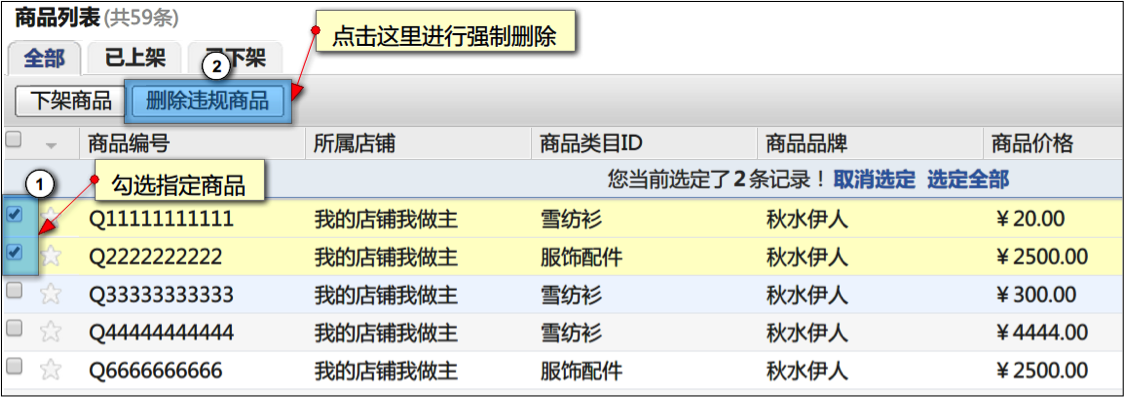 商品列表(共59条)
点击这里进行强制删除
全部 已上架 已下架
2
下架商品 删除违规商品
商品编号 所属店铺 商品类目ID 商品品牌 商品价格
1
勾选指定商品
您当前选定了2条记录！取消选定 选定全部
Q11111111111 我的店铺我做主 雪纺衫 秋水伊人 ¥20.00
Q2222222222 我的店铺我做主 服饰配件 秋水伊人 ¥2500.00
Q33333333333 我的店铺我做主 雪纺衫 秋水伊人 ¥300.00
Q44444444444 我的店铺我做主 雪纺衫 秋水伊人 ¥4444.00
Q6666666666 我的店铺我做主 服饰配件 秋水伊人 ¥2500.00